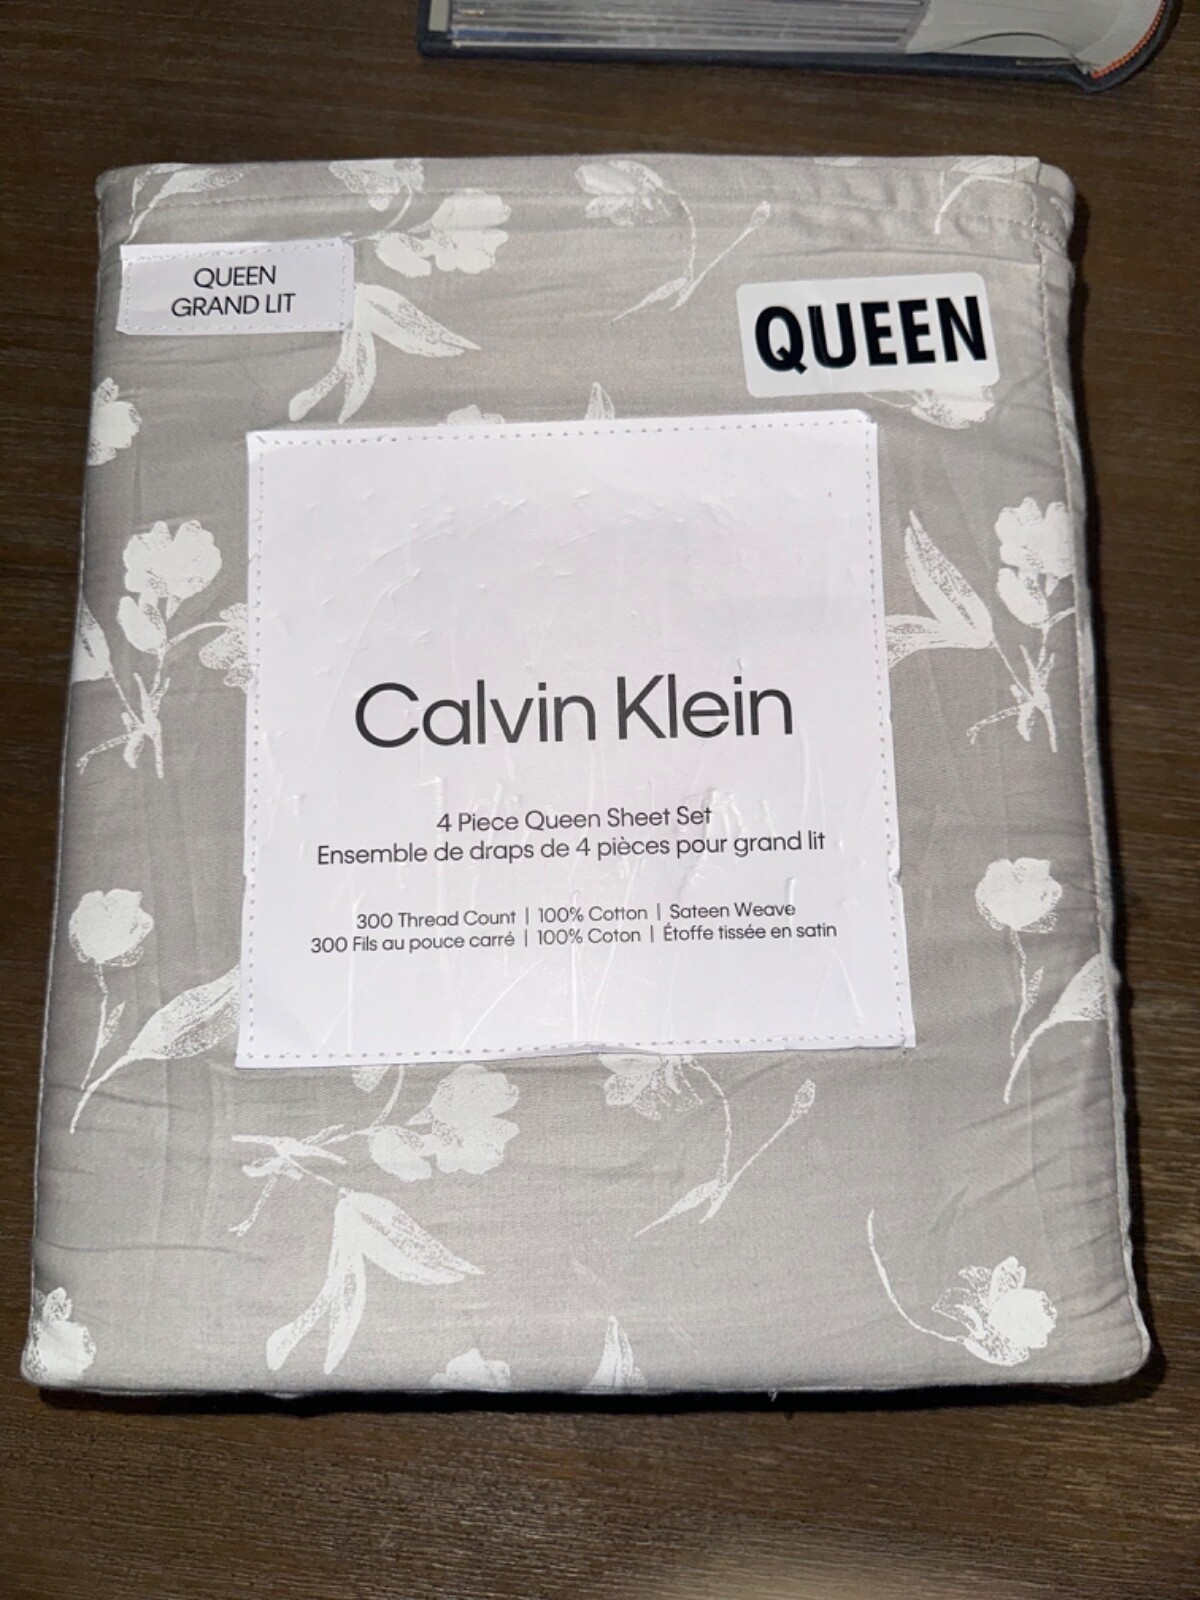 QUEEN
GRAND LIT
QUEEN
Calvin Klein
4 Piece Queen Sheet Set
Ensemble de draps de 4 pièces pour grand lit
300 Thread Count | 100% Cotton | Sateen Weave
300 Fils au pouce carré | 100% Coton | Étoffe tissée en satin